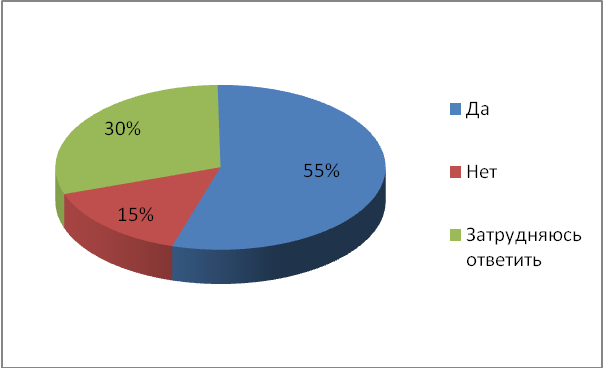 30%
55%
15%
Да
Нет
Затрудняюсь
ответить